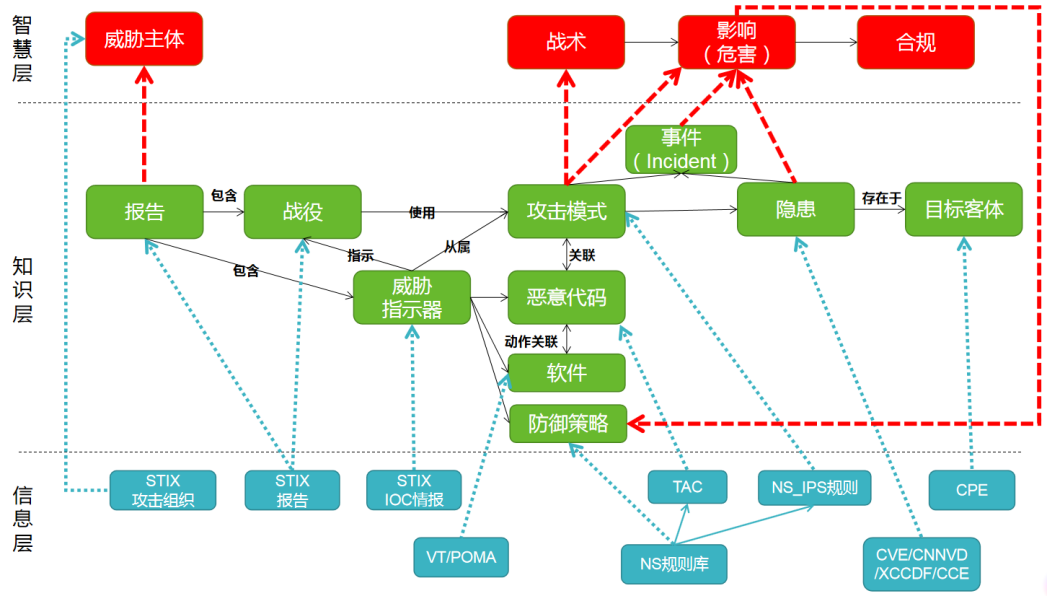 智慧层
威胁主体
战术
影响
（危害）
合规
知识层
事件
（Incident）
报告
包含
战役
使用
攻击模式
隐患
存在于
目标客体
包含
指示
从属
关联
威胁
指示器
恶意代码
动作关联
软件
防御策略
信息层
STIX
攻击组织
STIX
报告
STIX
IOC情报
TAC
NS_IPS规则
CPE
VT/POMA
NS规则库
CVE/CNNVD
/XCCDF/CCE